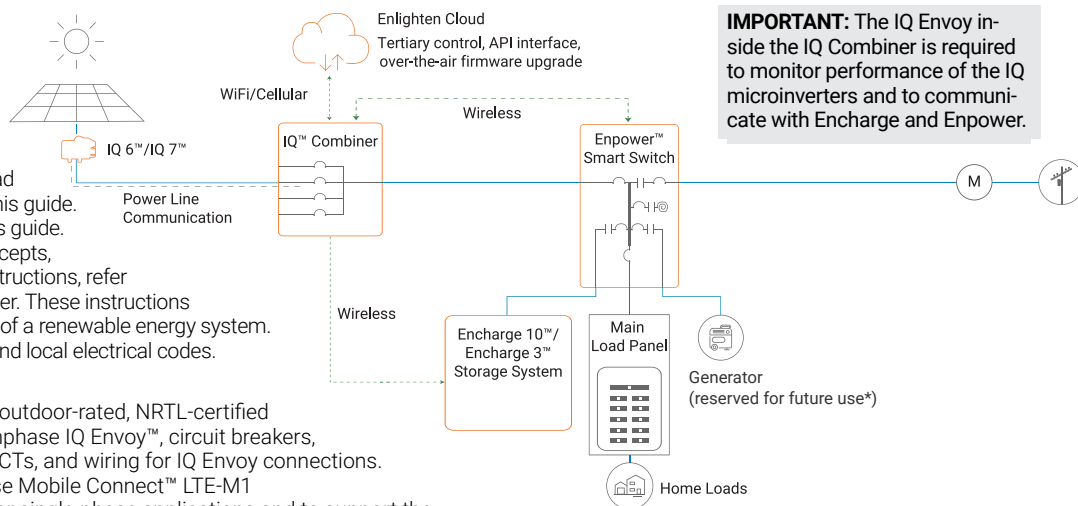 Enlighten Cloud
Tertiary control, API interface,
over-the-air firmware upgrade
IMPORTANT: The IQ Envoy in-
side the IQ Combiner is required
to monitor performance of the IQ
microinverters and to communi-
cate with Encharge and Enpower.
WiFi/Cellular
Wireless
IQ™ Combiner
Enpower™
Smart Switch
IQ 6™/IQ 7™
M
Power Line
Communication
his guide.
s guide.
cepts,
tructions, refer
er. These instructions
of a renewable energy system.
nd local electrical codes.
Wireless
Encharge 10™/
Encharge 3™
Storage System
Main
Load Panel
Generator
(reserved for future use*)
outdoor-rated, NRTL-certified
nphase IQ Envoy™, circuit breakers,
CTs, and wiring for IQ Envoy connections.
se Mobile Connect™ LTE-M1
Home Loads